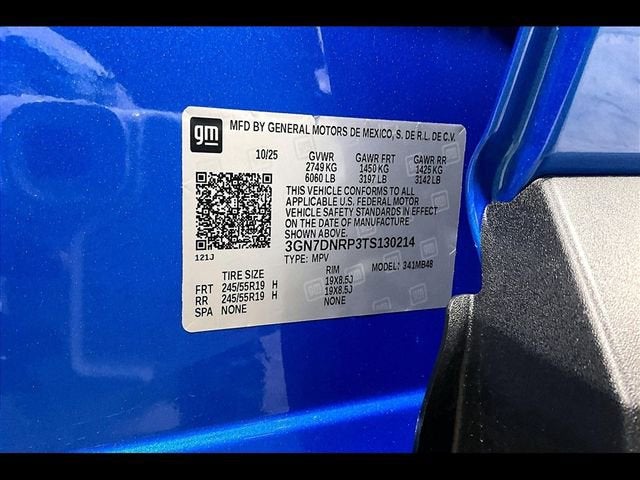 gm MFD BY GENERAL MOTORS DE MEXICO, S. DE R.L. DE C.V.
10/25 GVWR GAWR FRT GAWR RR
2749 KG 1450 KG 1425 KG
6060 LB 3197 LB 3142 LB
THIS VEHICLE CONFORMS TO ALL
APPLICABLE U.S. FEDERAL MOTOR
VEHICLE SAFETY STANDARDS IN EFFECT
ON THE DATE OF MANUFACTURE
SHOWN ABOVE.
3GN7DNRP3TS130214
121J TYPE: MPV MODEL: 341MB48
TIRE SIZE RIM
FRT 245/55R19 H 19X8.5J
RR 245/55R19 H 19X8.5J
SPA NONE NONE